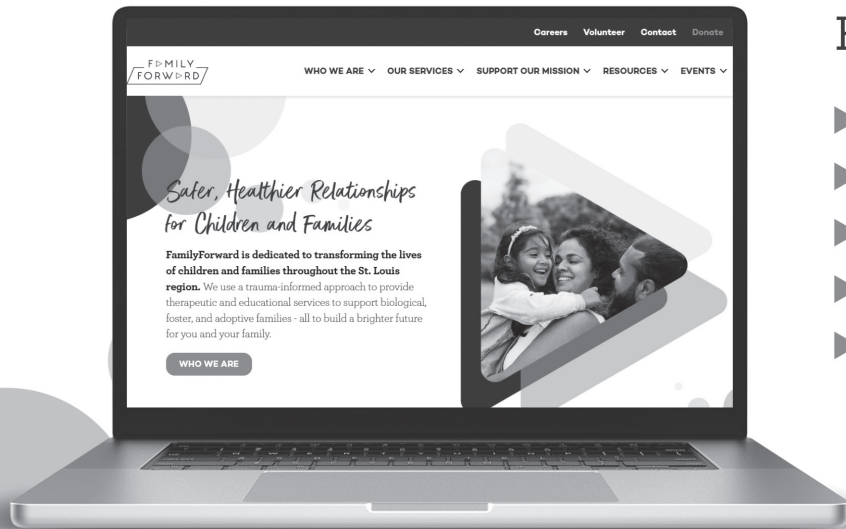 Careers Volunteer Contact Donate
FAMILY
FORWARD
WHO WE ARE OUR SERVICES SUPPORT OUR MISSION RESOURCES EVENTS
Safer, Healthier Relationships
for Children and Families
FamilyForward is dedicated to transforming the lives
of children and families throughout the St. Louis
region. We use a trauma-informed approach to provide
therapeutic and educational services to support biological,
foster, and adoptive families - all to build a brighter future
for you and your family.
WHO WE ARE